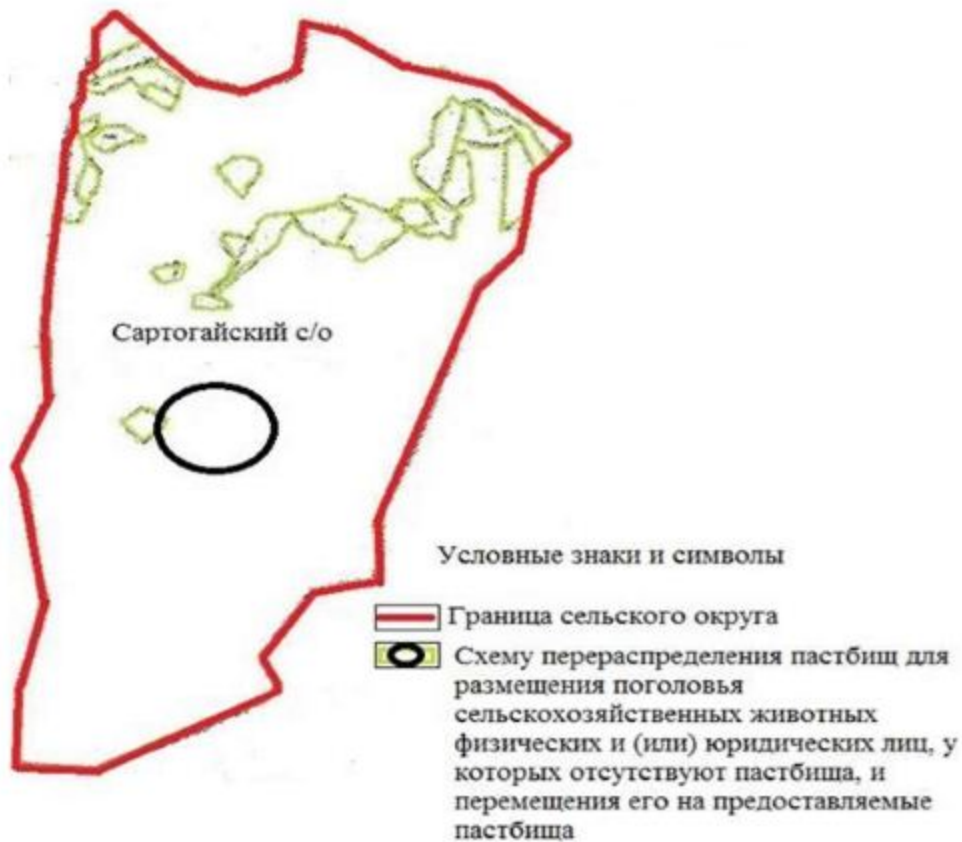 Сартогайский с/о
Условные знаки и символы
Граница сельского округа
Схему перераспределения пастбищ для
размещения поголовья
сельскохозяйственных животных
физических и (или) юридических лиц, у
которых отсутствуют пастбища, и
перемещения его на предоставляемые
пастбища